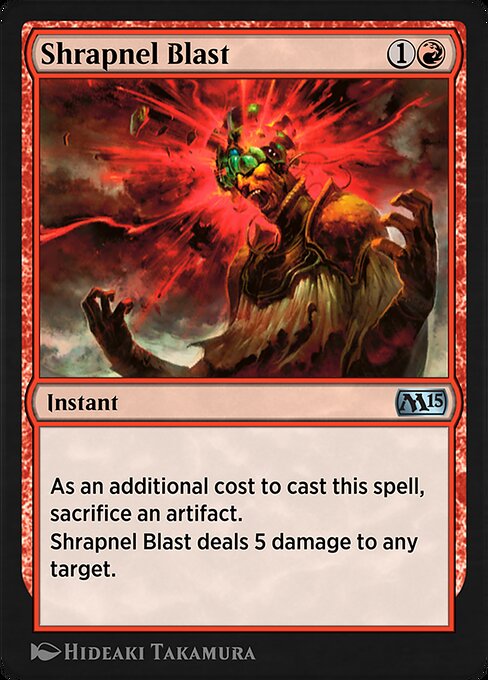 Shrapnel Blast 1
Instant M15
As an additional cost to cast this spell,
sacrifice an artifact.
Shrapnel Blast deals 5 damage to any
target.
Hideaki Takamura